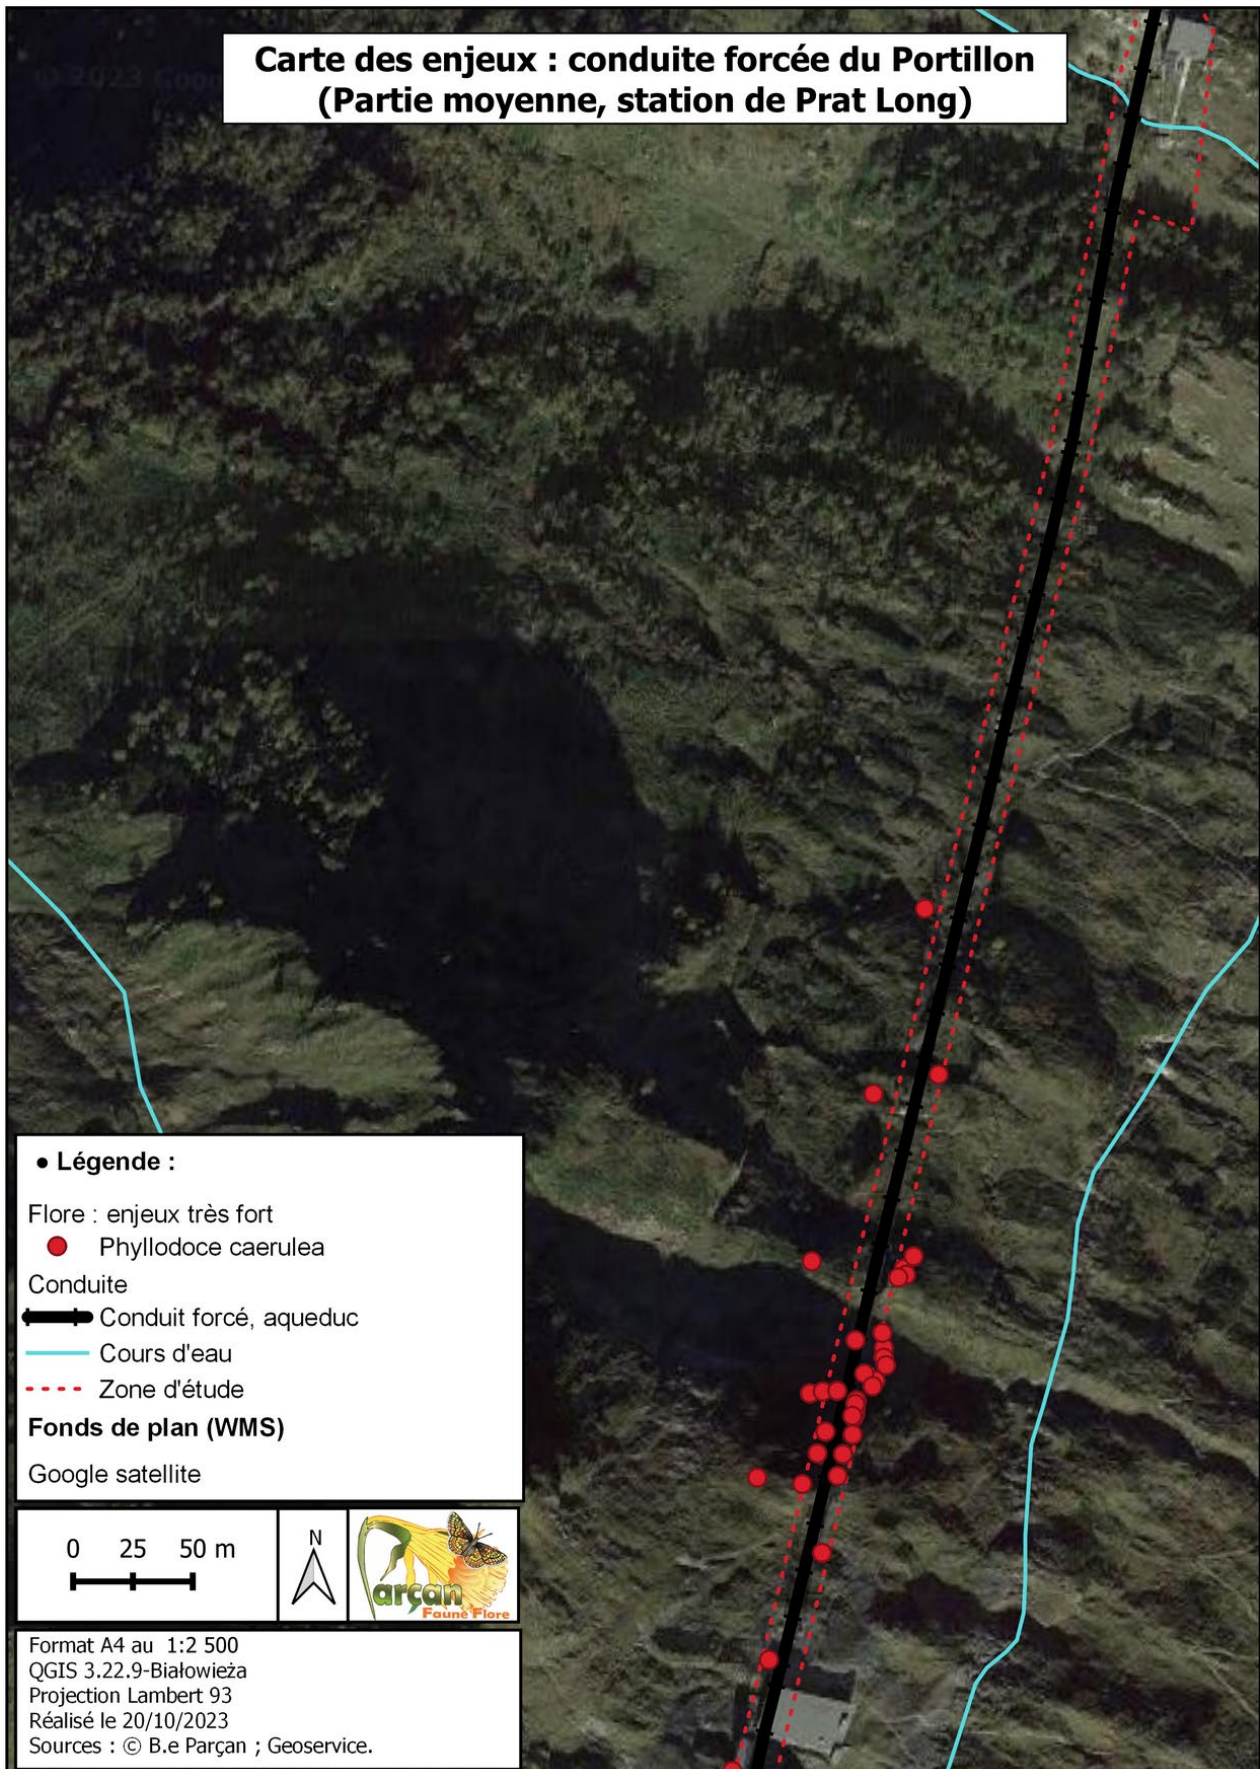 © 2023 Goo
Carte des enjeux : conduite forcée du Portillon
(Partie moyenne, station de Prat Long)
• Légende :
Flore : enjeux très fort
Phyllodoce caerulea
Conduite
Conduit forcé, aqueduc
Cours d'eau
Zone d'étude
Fonds de plan (WMS)
Google satellite
0 25 50 m
N
Parçan
Faune Flore
Format A4 au 1:2 500
QGIS 3.22.9-Białowieża
Projection Lambert 93
Réalisé le 20/10/2023
Sources : © B.e Parçan ; Geoservice.